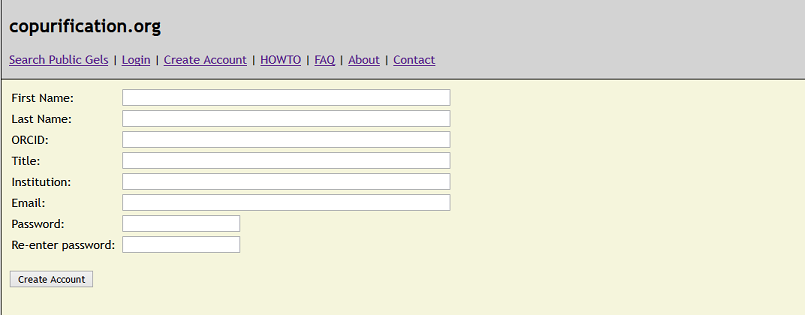 copurification.org
Search Public Gels | Login | Create Account | HOWTO | FAQ | About | Contact
First Name:
Last Name:
ORCID:
Title:
Institution:
Email:
Password:
Re-enter password:
Create Account